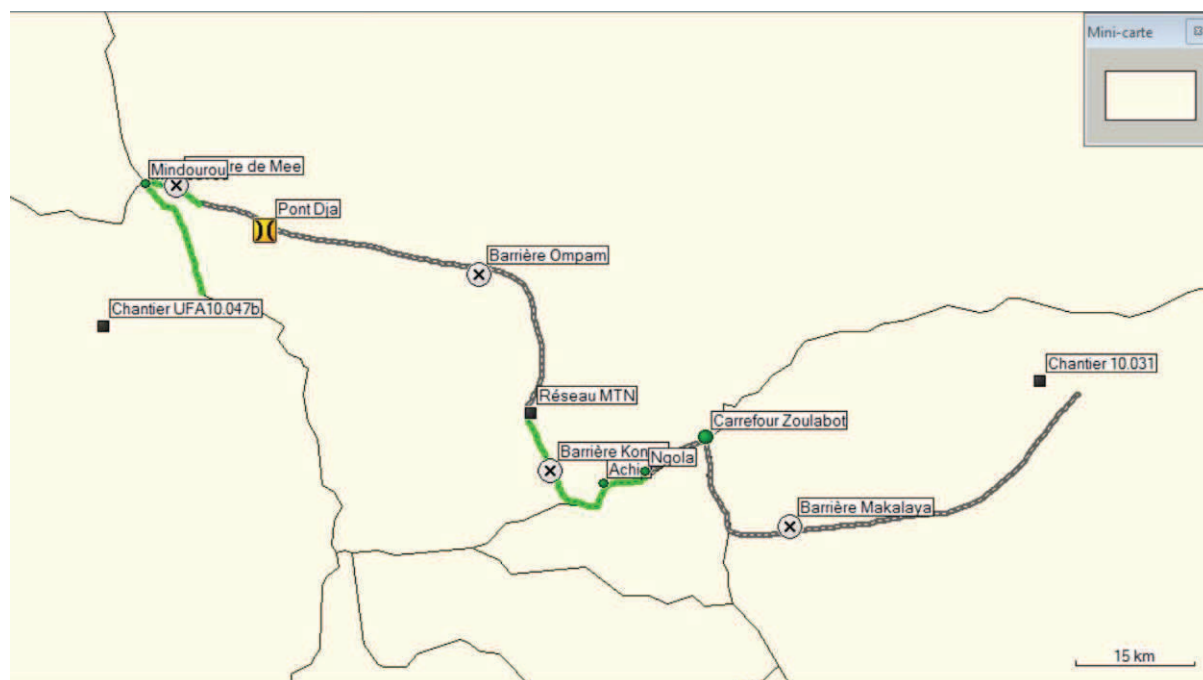 Mini-carte
Mindourou
re de Mee
Pont Dja
Barrière Ompam
Chantier UFA10.047b
Chantier 10.031
Réseau MTN
Carrefour Zoulabot
Barrière Kon
Ngola
Achi
Barrière Makalaya
15 km